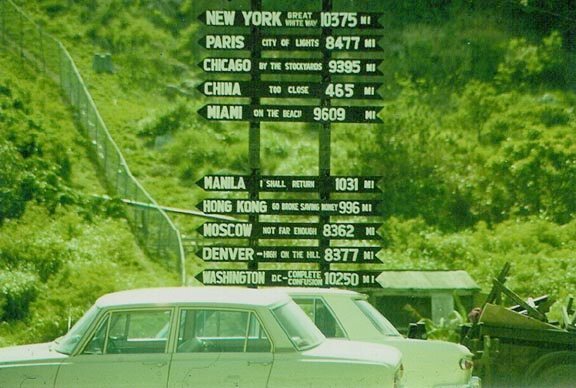 NEW YORK GREAT WHITE WAY 10375 MI
PARIS CITY OF LIGHTS 8477 MI
CHICAGO BY THE STOCKYARDS 9395 MI
CHINA TOO CLOSE 465 MI
MIAMI ON THE BEACH 9609 MI
MANILA I SHALL RETURN 1031 MI
HONG KONG GO BROKE SAVING MONEY 996 MI
MOSCOW NOT FAR ENOUGH 8362 MI
DENVER - HIGH ON THE HILL 8377 MI
WASHINGTON DC - COMPLETE CONFUSION 10250 MI